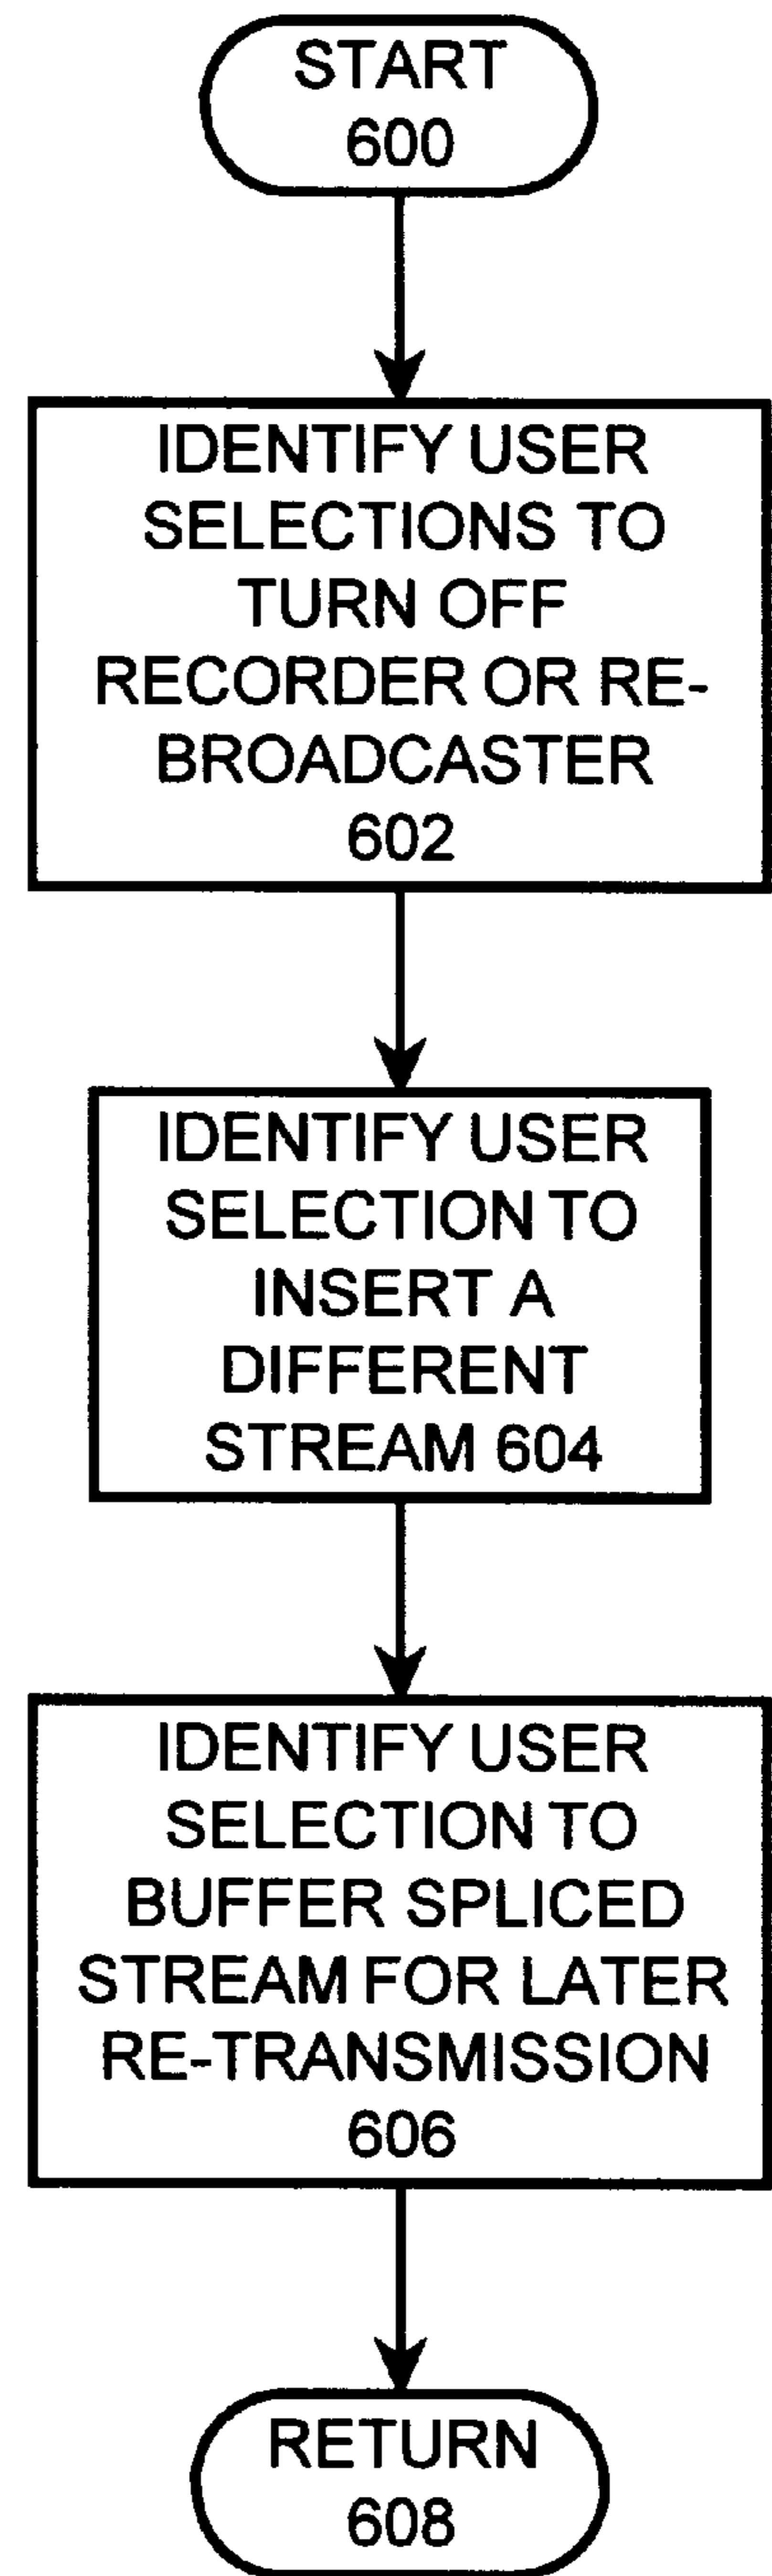 START
600
IDENTIFY USER
SELECTIONS TO
TURN OFF
RECORDER OR RE-
BROADCASTER
602
IDENTIFY USER
SELECTION TO
INSERT A
DIFFERENT
STREAM 604
IDENTIFY USER
SELECTION TO
BUFFER SPLICED
STREAM FOR LATER
RE-TRANSMISSION
606
RETURN
608